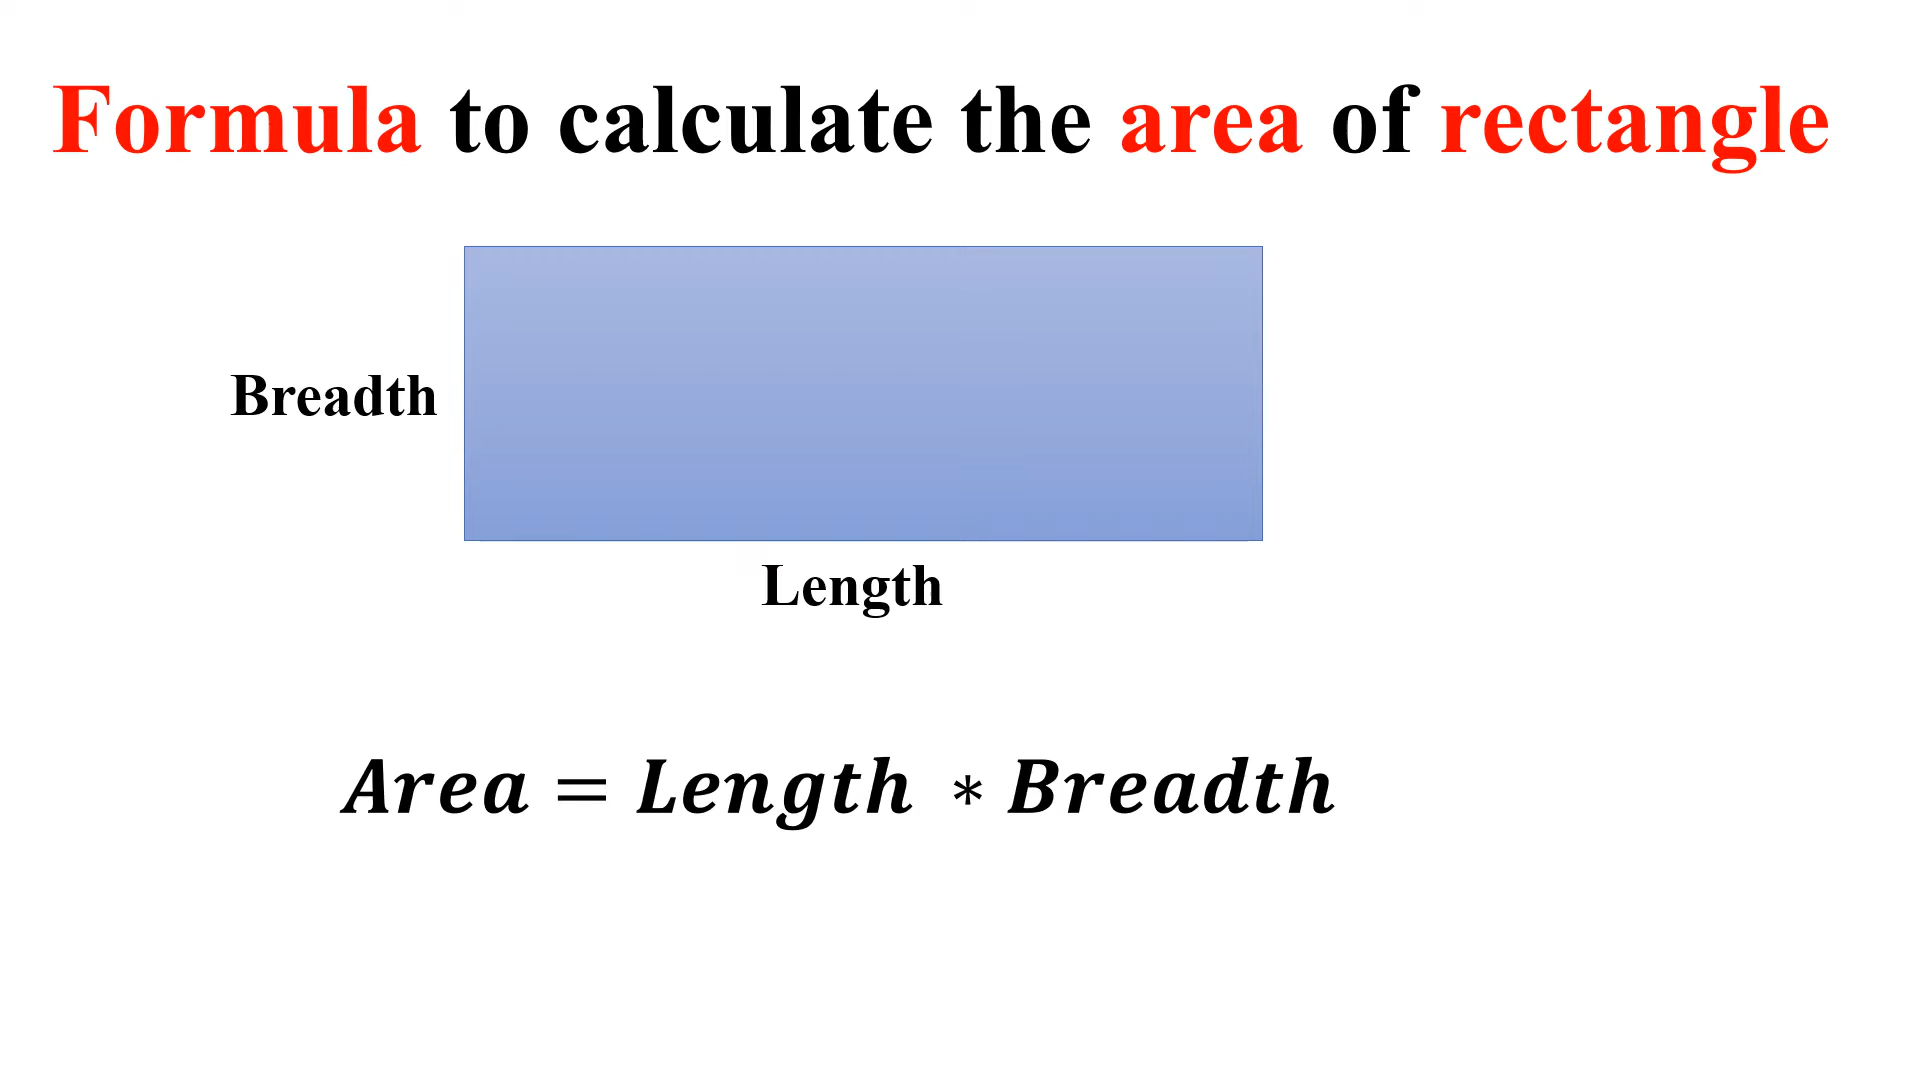 Formula to calculate the area of rectangle
Breadth
Length
Area = Length * Breadth